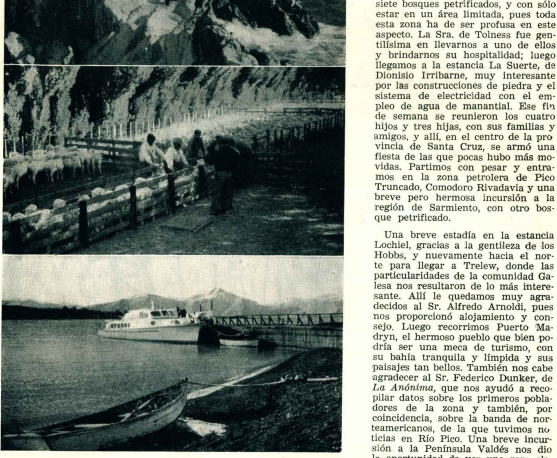 siete bosques petrificados, y con sólo
estar en un área limitada, pues toda
esta zona ha de ser profusa en este
aspecto. La Sra. de Tolness fue gen-
tilísima en llevarnos a uno de ellos
y brindarnos su hospitalidad; luego
llegamos a la estancia La Suerte, de
Dionisio Irribarne, muy interesante
por las construcciones de piedra y el
sistema de electricidad con el em-
pleo de agua de manantial. Ese fin
de semana se reunieron los cuatro
hijos y tres hijas, con sus familias y
amigos, y allí, en el centro de la pro
vincia de Santa Cruz, se armó una
fiesta de las que pocas hubo más mo-
vidas. Partimos con pesar y entra-
mos en la zona petrolera de Pico
Truncado, Comodoro Rivadavia y una
breve pero hermosa incursión a la
región de Sarmiento, con otro bos-
que petrificado.
Una breve estadía en la estancia
Lochiel, gracias a la gentileza de los
Hobbs, y nuevamente hacia el nor-
te para llegar a Trelew, donde las
particularidades de la comunidad Ga-
lesa nos resultaron de lo más intere-
sante. Allí le quedamos muy agra-
decidos al Sr. Alfredo Arnoldi, pues
nos proporcionó alojamiento y con-
sejo. Luego recorrimos Puerto Ma-
dryn, el hermoso pueblo que bien po-
dría ser una meca de turismo, con
su bahía tranquila y límpida y sus
paisajes tan bellos. También nos cabe
agradecer al Sr. Federico Dunker, de
La Anónima, que nos ayudó a reco-
pilar datos sobre los primeros pobla-
dores de la zona y también, por
coincidencia, sobre la banda de nor-
teamericanos, de la que tuvimos no
ticias en Río Pico. Una breve incur-
sión a la Península Valdés nos dio